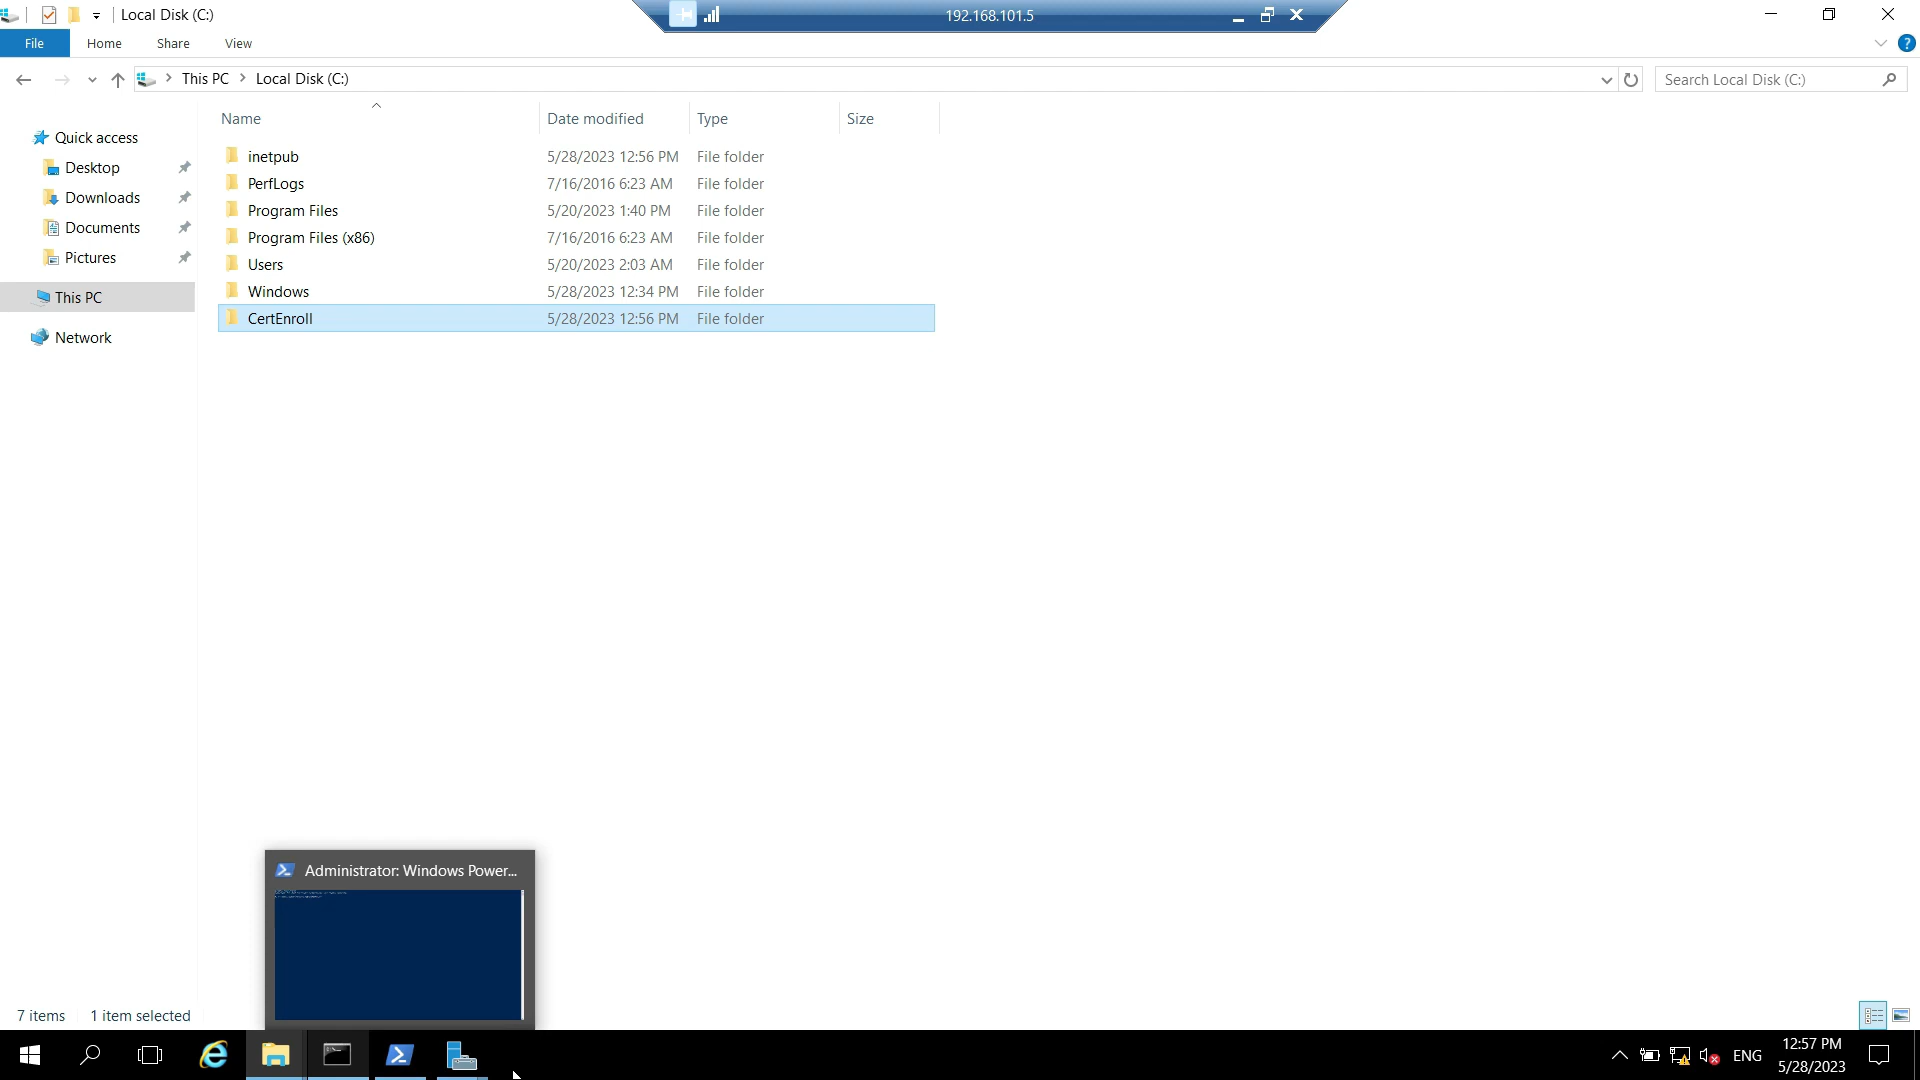 Local Disk (C:)
192.168.101.5
File Home Share View
This PC Local Disk (C:)
Search Local Disk (C:)
Name Date modified Type Size
Quick access
Desktop
Downloads
Documents
Pictures
This PC
Network
inetpub 5/28/2023 12:56 PM File folder
PerfLogs 7/16/2016 6:23 AM File folder
Program Files 5/20/2023 1:40 PM File folder
Program Files (x86) 7/16/2016 6:23 AM File folder
Users 5/20/2023 2:03 AM File folder
Windows 5/28/2023 12:34 PM File folder
CertEnroll 5/28/2023 12:56 PM File folder
Administrator: Windows Power...
7 items 1 item selected
ENG
12:57 PM
5/28/2023